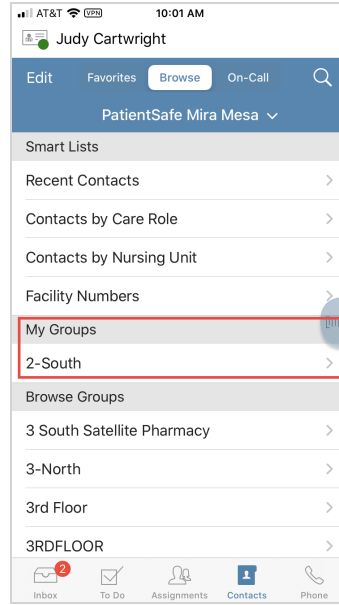 AT&T VPN 10:01 AM
Judy Cartwright
Edit Favorites Browse On-Call
PatientSafe Mira Mesa
Smart Lists
Recent Contacts
Contacts by Care Role
Contacts by Nursing Unit
Facility Numbers
My Groups
2-South
Browse Groups
3 South Satellite Pharmacy
3-North
3rd Floor
3RDFLOOR
2
Inbox To Do Assignments Contacts Phone